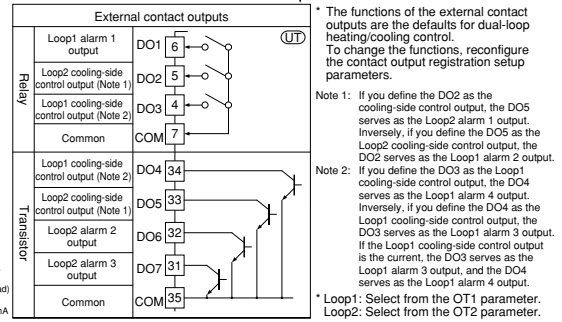 External contact outputs
UT
Relay
Loop1 alarm 1
output
DO1 6
Loop2 cooling-side
control output (Note 1)
DO2 5
Loop1 cooling-side
control output (Note 2)
DO3 4
Common
COM 7
Transistor
Loop1 cooling-side
control output (Note 2)
DO4 34
Loop2 cooling-side
control output (Note 1)
DO5 33
Loop2 alarm 2
output
DO6 32
Loop2 alarm 3
output
DO7 31
Common
COM 35
* The functions of the external contact
outputs are the defaults for dual-loop
heating/cooling control.
To change the functions, reconfigure
the contact output registration setup
parameters.
Note 1: If you define the DO2 as the
cooling-side control output, the DO5
serves as the Loop2 alarm 1 output.
Inversely, if you define the DO5 as the
Loop2 cooling-side control output, the
DO2 serves as the Loop1 alarm 2 output.
Note 2: If you define the DO3 as the Loop1
cooling-side control output, the DO4
serves as the Loop1 alarm 4 output.
Inversely, if you define the DO4 as the
Loop1 cooling-side control output, the
DO3 serves as the Loop1 alarm 3 output.
If the Loop1 cooling-side control output
is the current, the DO3 serves as the
Loop1 alarm 3 output, and the DO4
serves as the Loop1 alarm 4 output.
* Loop1: Select from the OT1 parameter.
Loop2: Select from the OT2 parameter.